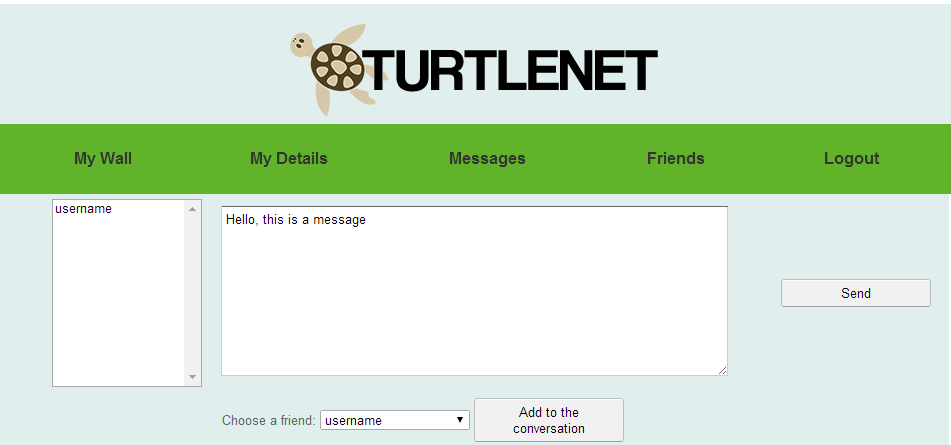 TURTLENET
My Wall My Details Messages Friends Logout
username
Hello, this is a message
Send
Choose a friend: username
Add to the
conversation